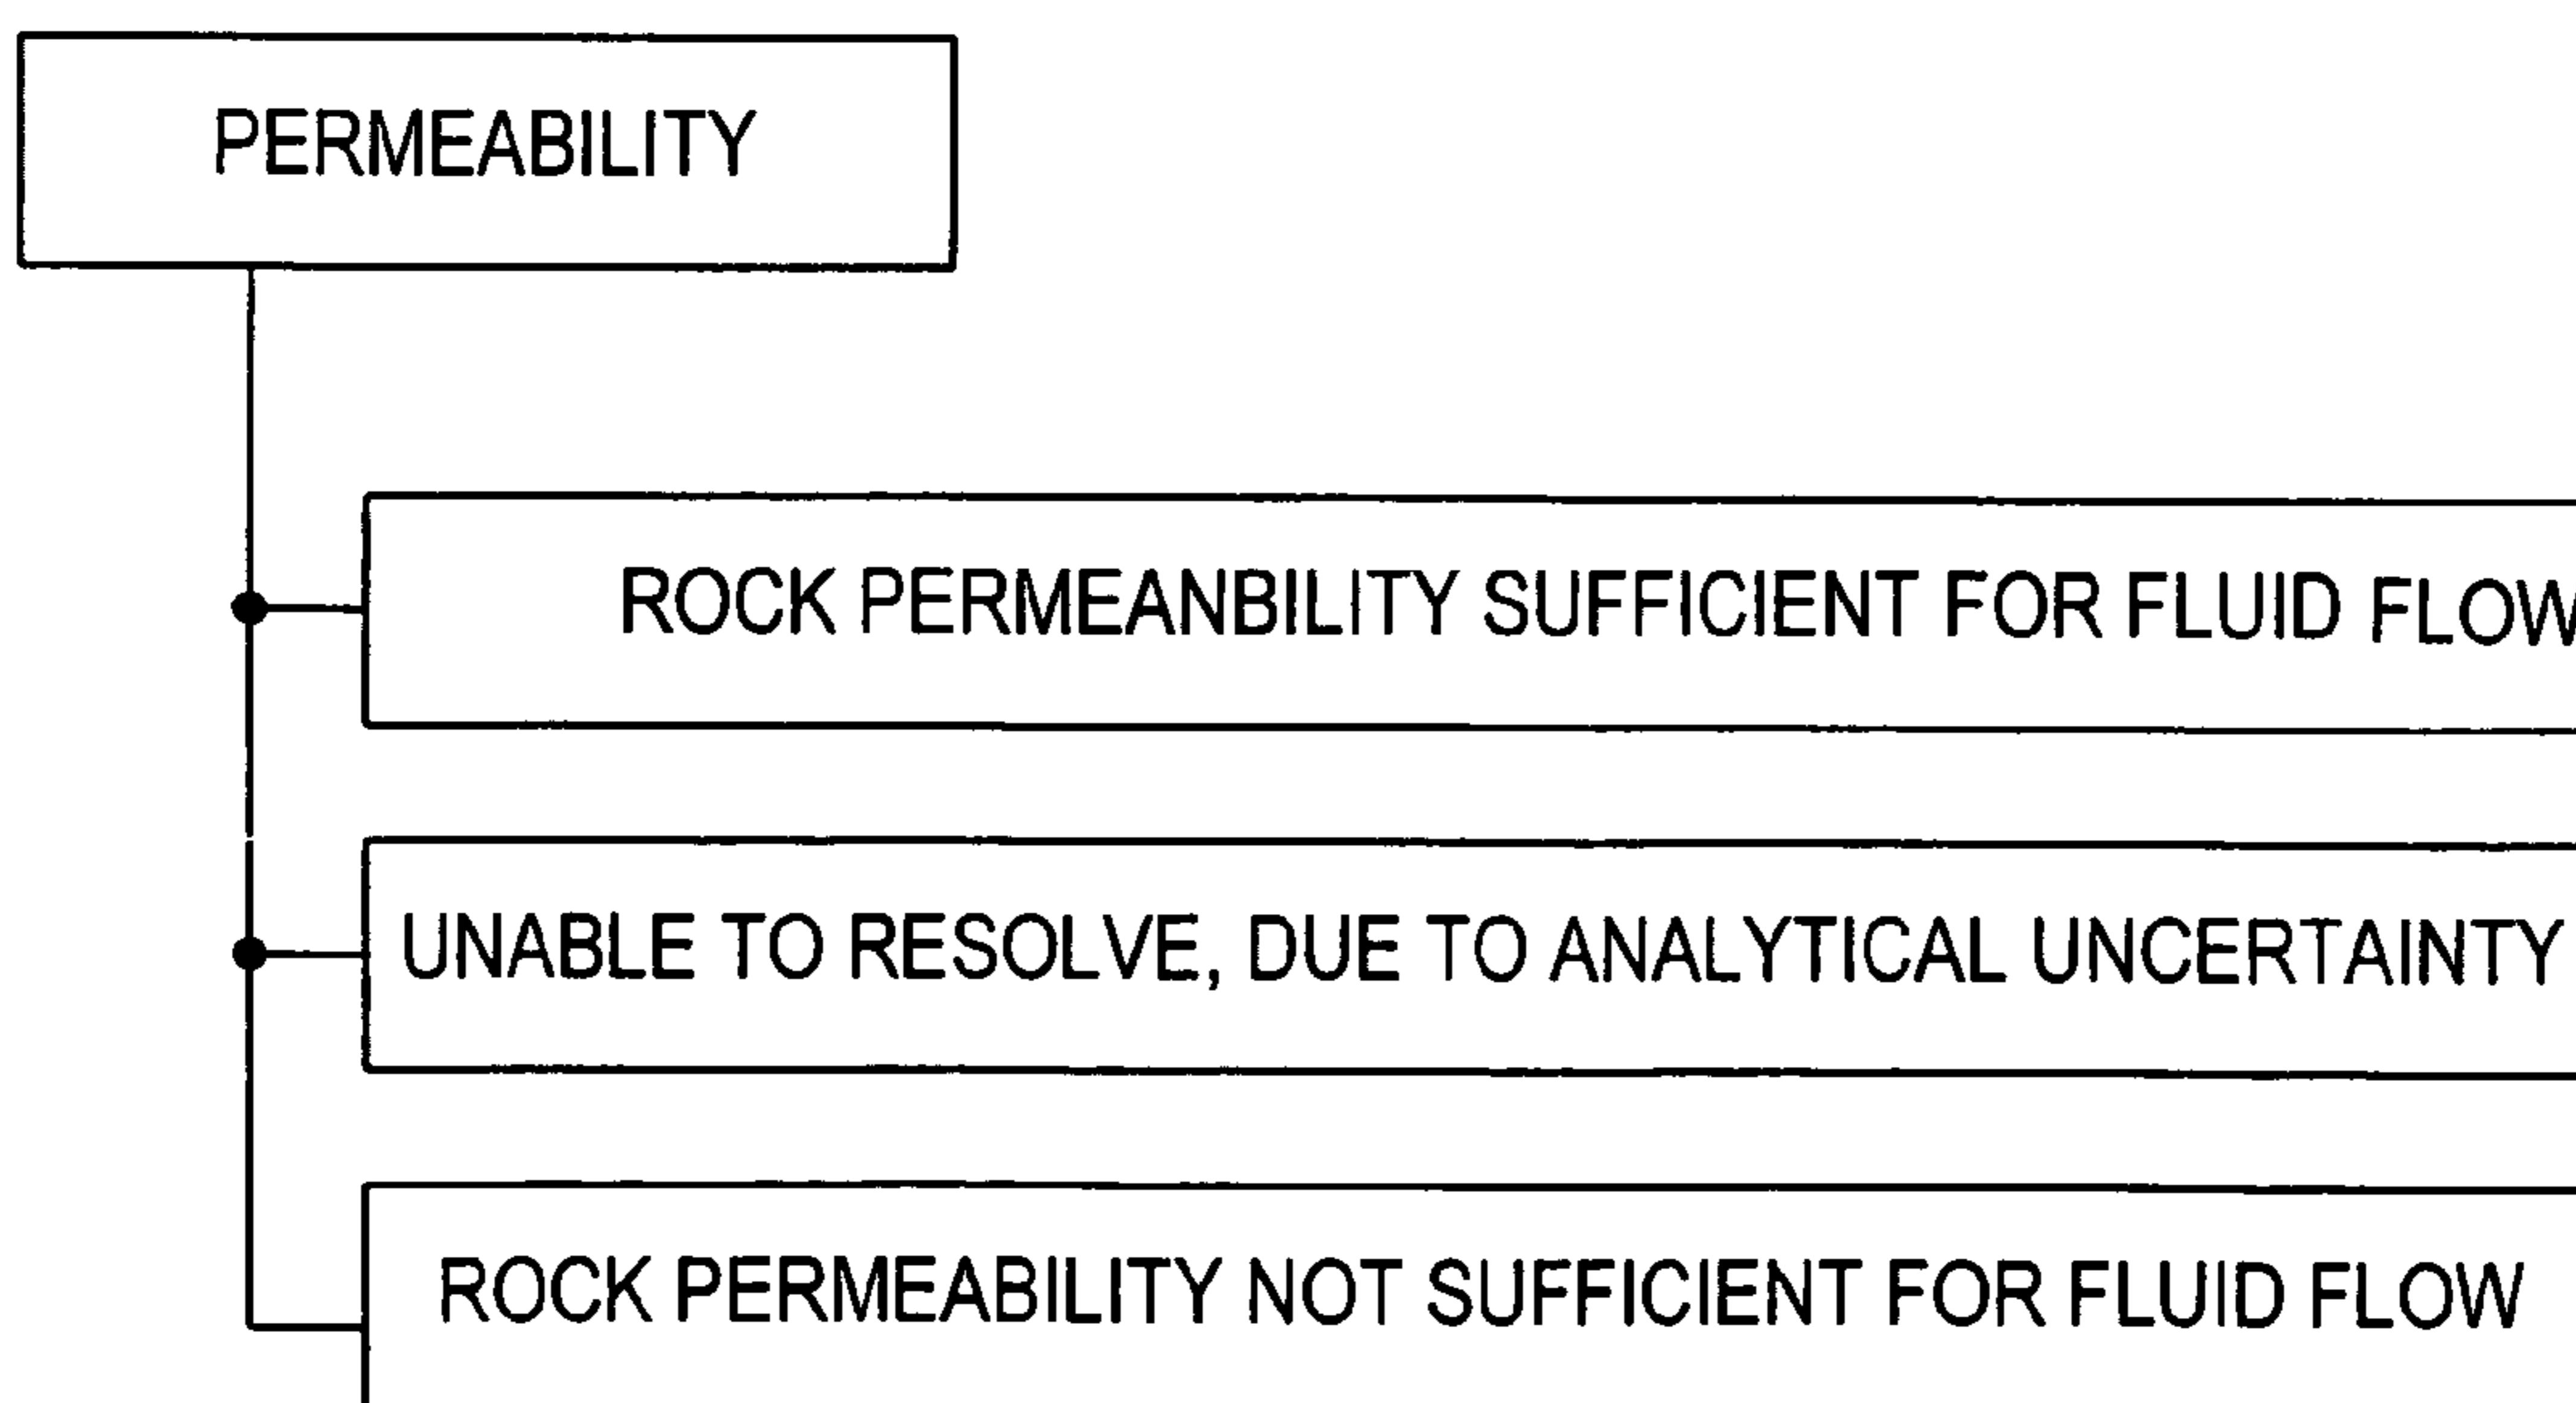 PERMEABILITY
ROCK PERMEANBILITY SUFFICIENT FOR FLUID FLOW
UNABLE TO RESOLVE, DUE TO ANALYTICAL UNCERTAINTY
ROCK PERMEABILITY NOT SUFFICIENT FOR FLUID FLOW